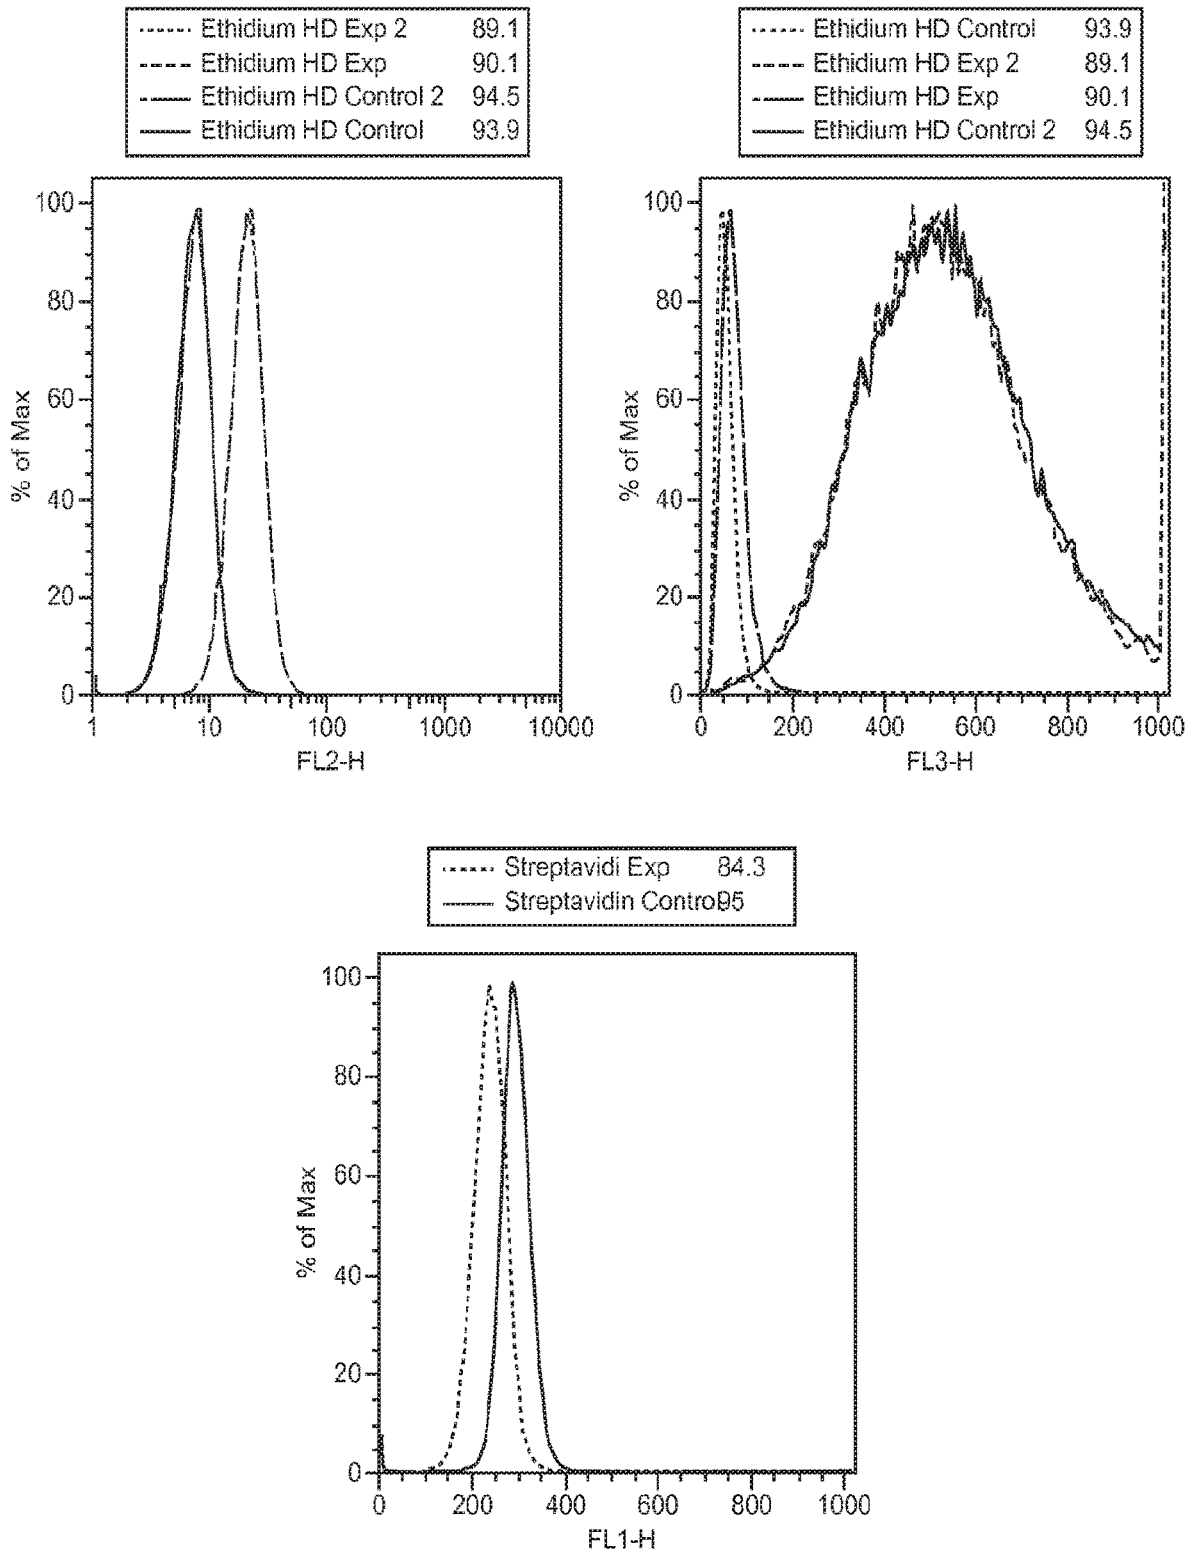 Ethidium HD Exp 2 89.1
Ethidium HD Exp 90.1
Ethidium HD Control 2 94.5
Ethidium HD Control 93.9
100
80
60
40
20
0
% of Max
1 10 100 1000 10000
FL2-H
Ethidium HD Control 93.9
Ethidium HD Exp 2 89.1
Ethidium HD Exp 90.1
Ethidium HD Control 2 94.5
100
80
60
40
20
0
% of Max
0 200 400 600 800 1000
FL3-H
Streptavidi Exp 84.3
Streptavidin Control 95
100
80
60
40
20
0
% of Max
0 200 400 600 800 1000
FL1-H